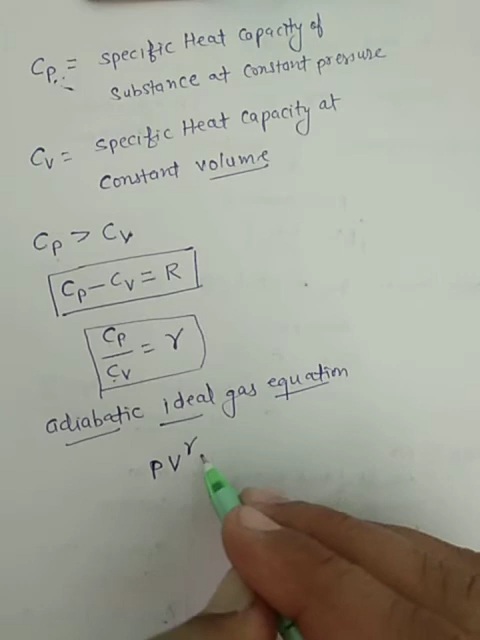 Cp = specific Heat capacity of
substance at constant pressure
Cv = specific Heat capacity at
constant volume
Cp > Cv
Cp - Cv = R
Cp/Cv = γ
adiabatic ideal gas equation
PV^γ